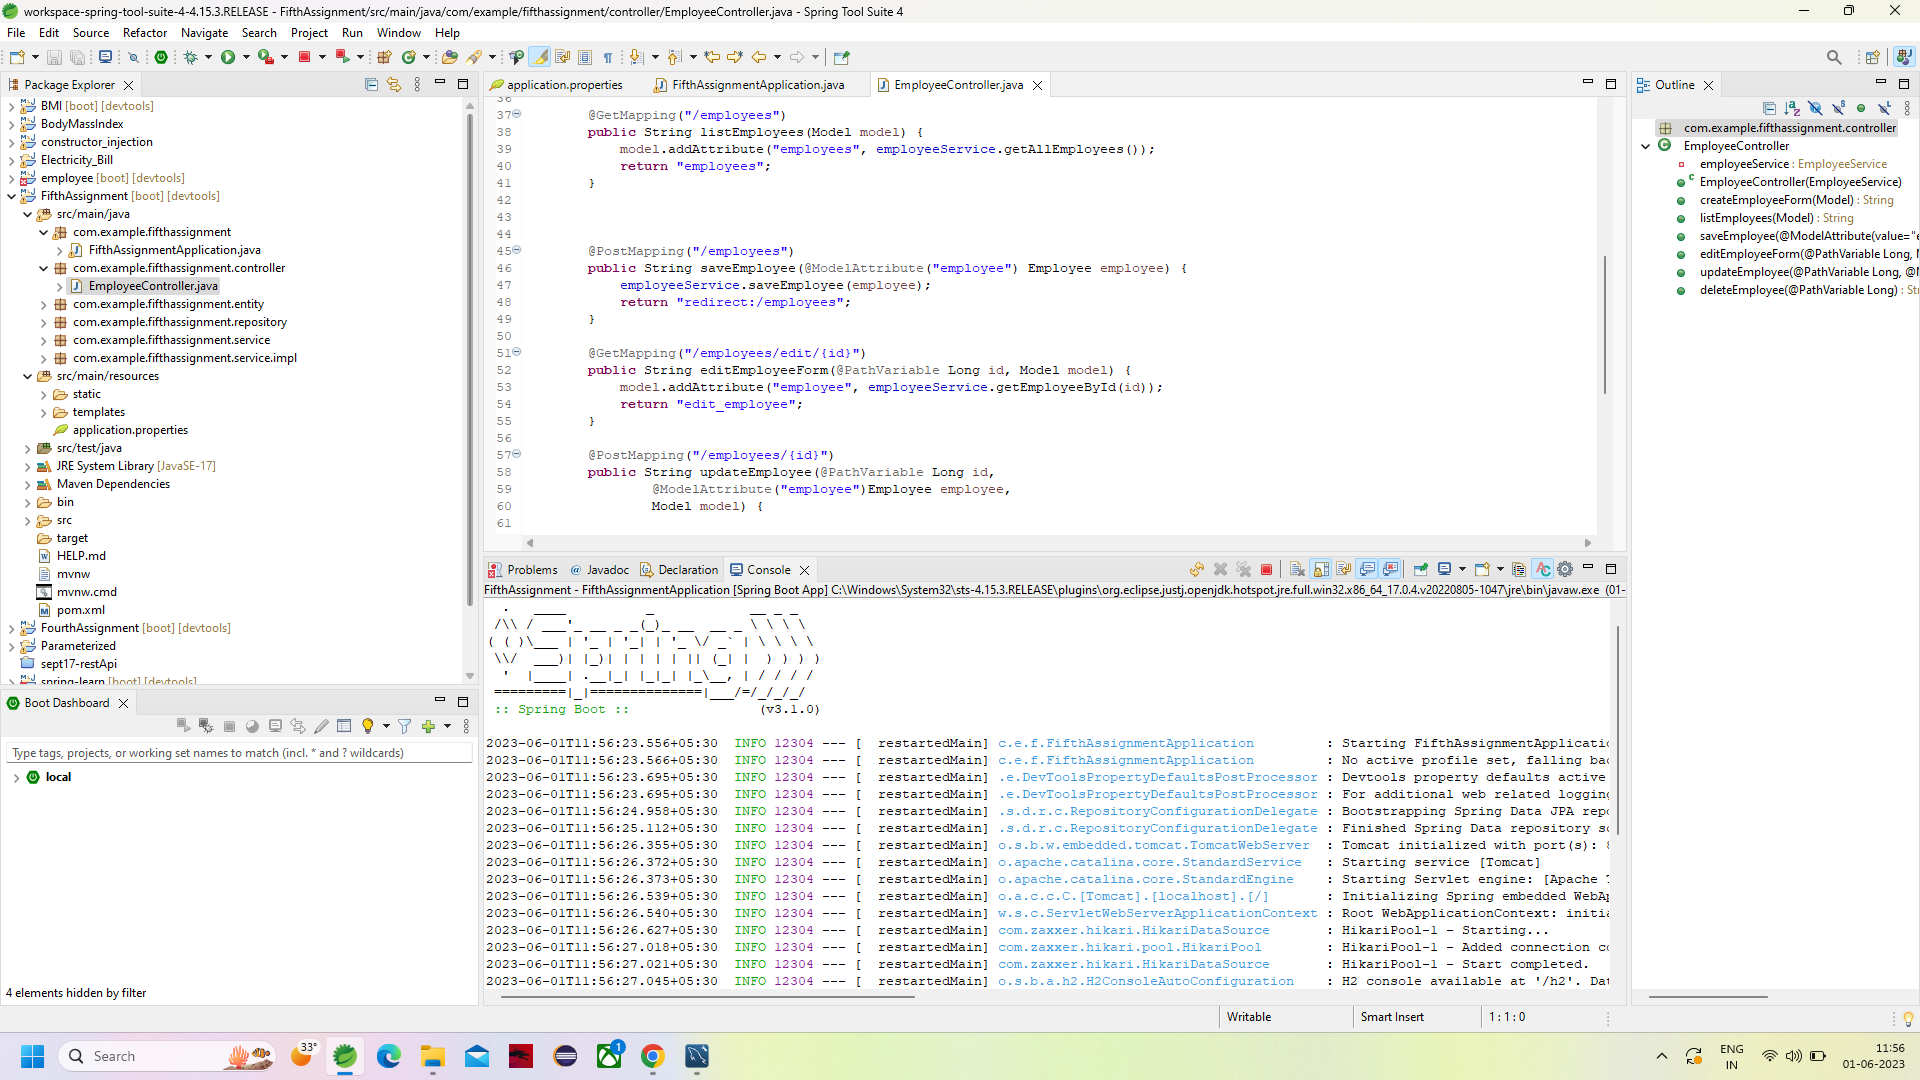 workspace-spring-tool-suite-4-4.15.3.RELEASE - FifthAssignment/src/main/java/com/example/fifthassignment/controller/EmployeeController.java - Spring Tool Suite 4
File Edit Source Refactor Navigate Search Project Run Window Help
Package Explorer
BMI [boot] [devtools]
BodyMassIndex
constructor_injection
Electricity_Bill
employee [boot] [devtools]
FifthAssignment [boot] [devtools]
src/main/java
com.example.fifthassignment
FifthAssignmentApplication.java
com.example.fifthassignment.controller
EmployeeController.java
com.example.fifthassignment.entity
com.example.fifthassignment.repository
com.example.fifthassignment.service
com.example.fifthassignment.service.impl
src/main/resources
static
templates
application.properties
src/test/java
JRE System Library [JavaSE-17]
Maven Dependencies
bin
src
target
HELP.md
mvnw
mvnw.cmd
pom.xml
FourthAssignment [boot] [devtools]
Parameterized
sept17-restApi
spring-learn [boot] [devtools]
Boot Dashboard
Type tags, projects, or working set names to match (incl. * and ? wildcards)
local
4 elements hidden by filter
application.properties FifthAssignmentApplication.java EmployeeController.java
36
37 @GetMapping("/employees")
38 public String listEmployees(Model model) {
39 model.addAttribute("employees", employeeService.getAllEmployees());
40 return "employees";
41 }
42
43
44
45 @PostMapping("/employees")
46 public String saveEmployee(@ModelAttribute("employee") Employee employee) {
47 employeeService.saveEmployee(employee);
48 return "redirect:/employees";
49 }
50
51 @GetMapping("/employees/edit/{id}")
52 public String editEmployeeForm(@PathVariable Long id, Model model) {
53 model.addAttribute("employee", employeeService.getEmployeeById(id));
54 return "edit_employee";
55 }
56
57 @PostMapping("/employees/{id}")
58 public String updateEmployee(@PathVariable Long id,
59 @ModelAttribute("employee")Employee employee,
60 Model model) {
61
Problems Javadoc Declaration Console
FifthAssignment - FifthAssignmentApplication [Spring Boot App] C:\Windows\System32\sts-4.15.3.RELEASE\plugins\org.eclipse.justj.openjdk.hotspot.jre.full.win32.x86_64_17.0.4.v20220805-1047\jre\bin\javaw.exe (01-
:: Spring Boot :: (v3.1.0)
2023-06-01T11:56:23.556+05:30 INFO 12304 --- [ restartedMain] c.e.f.FifthAssignmentApplication : Starting FifthAssignmentApplicatio
2023-06-01T11:56:23.566+05:30 INFO 12304 --- [ restartedMain] c.e.f.FifthAssignmentApplication : No active profile set, falling bac
2023-06-01T11:56:23.695+05:30 INFO 12304 --- [ restartedMain] .e.DevToolsPropertyDefaultsPostProcessor : Devtools property defaults active
2023-06-01T11:56:23.695+05:30 INFO 12304 --- [ restartedMain] .e.DevToolsPropertyDefaultsPostProcessor : For additional web related logging
2023-06-01T11:56:24.958+05:30 INFO 12304 --- [ restartedMain] .s.d.r.c.RepositoryConfigurationDelegate : Bootstrapping Spring Data JPA repo
2023-06-01T11:56:25.112+05:30 INFO 12304 --- [ restartedMain] .s.d.r.c.RepositoryConfigurationDelegate : Finished Spring Data repository sc
2023-06-01T11:56:26.355+05:30 INFO 12304 --- [ restartedMain] o.s.b.w.embedded.tomcat.TomcatWebServer : Tomcat initialized with port(s): 8
2023-06-01T11:56:26.372+05:30 INFO 12304 --- [ restartedMain] o.apache.catalina.core.StandardService : Starting service [Tomcat]
2023-06-01T11:56:26.373+05:30 INFO 12304 --- [ restartedMain] o.apache.catalina.core.StandardEngine : Starting Servlet engine: [Apache T
2023-06-01T11:56:26.539+05:30 INFO 12304 --- [ restartedMain] o.a.c.c.C.[Tomcat].[localhost].[/] : Initializing Spring embedded WebAp
2023-06-01T11:56:26.540+05:30 INFO 12304 --- [ restartedMain] w.s.c.ServletWebServerApplicationContext : Root WebApplicationContext: initia
2023-06-01T11:56:26.627+05:30 INFO 12304 --- [ restartedMain] com.zaxxer.hikari.HikariDataSource : HikariPool-1 - Starting...
2023-06-01T11:56:27.018+05:30 INFO 12304 --- [ restartedMain] com.zaxxer.hikari.pool.HikariPool : HikariPool-1 - Added connection co
2023-06-01T11:56:27.021+05:30 INFO 12304 --- [ restartedMain] com.zaxxer.hikari.HikariDataSource : HikariPool-1 - Start completed.
2023-06-01T11:56:27.045+05:30 INFO 12304 --- [ restartedMain] o.s.b.a.h2.H2ConsoleAutoConfiguration : H2 console available at '/h2'. Dat
Outline
com.example.fifthassignment.controller
EmployeeController
employeeService : EmployeeService
EmployeeController(EmployeeService)
createEmployeeForm(Model) : String
listEmployees(Model) : String
saveEmployee(@ModelAttribute(value="e
editEmployeeForm(@PathVariable Long, M
updateEmployee(@PathVariable Long, @M
deleteEmployee(@PathVariable Long) : Stri
Writable Smart Insert 1 : 1 : 0
Search
33°
1
ENG
IN
11:56
01-06-2023